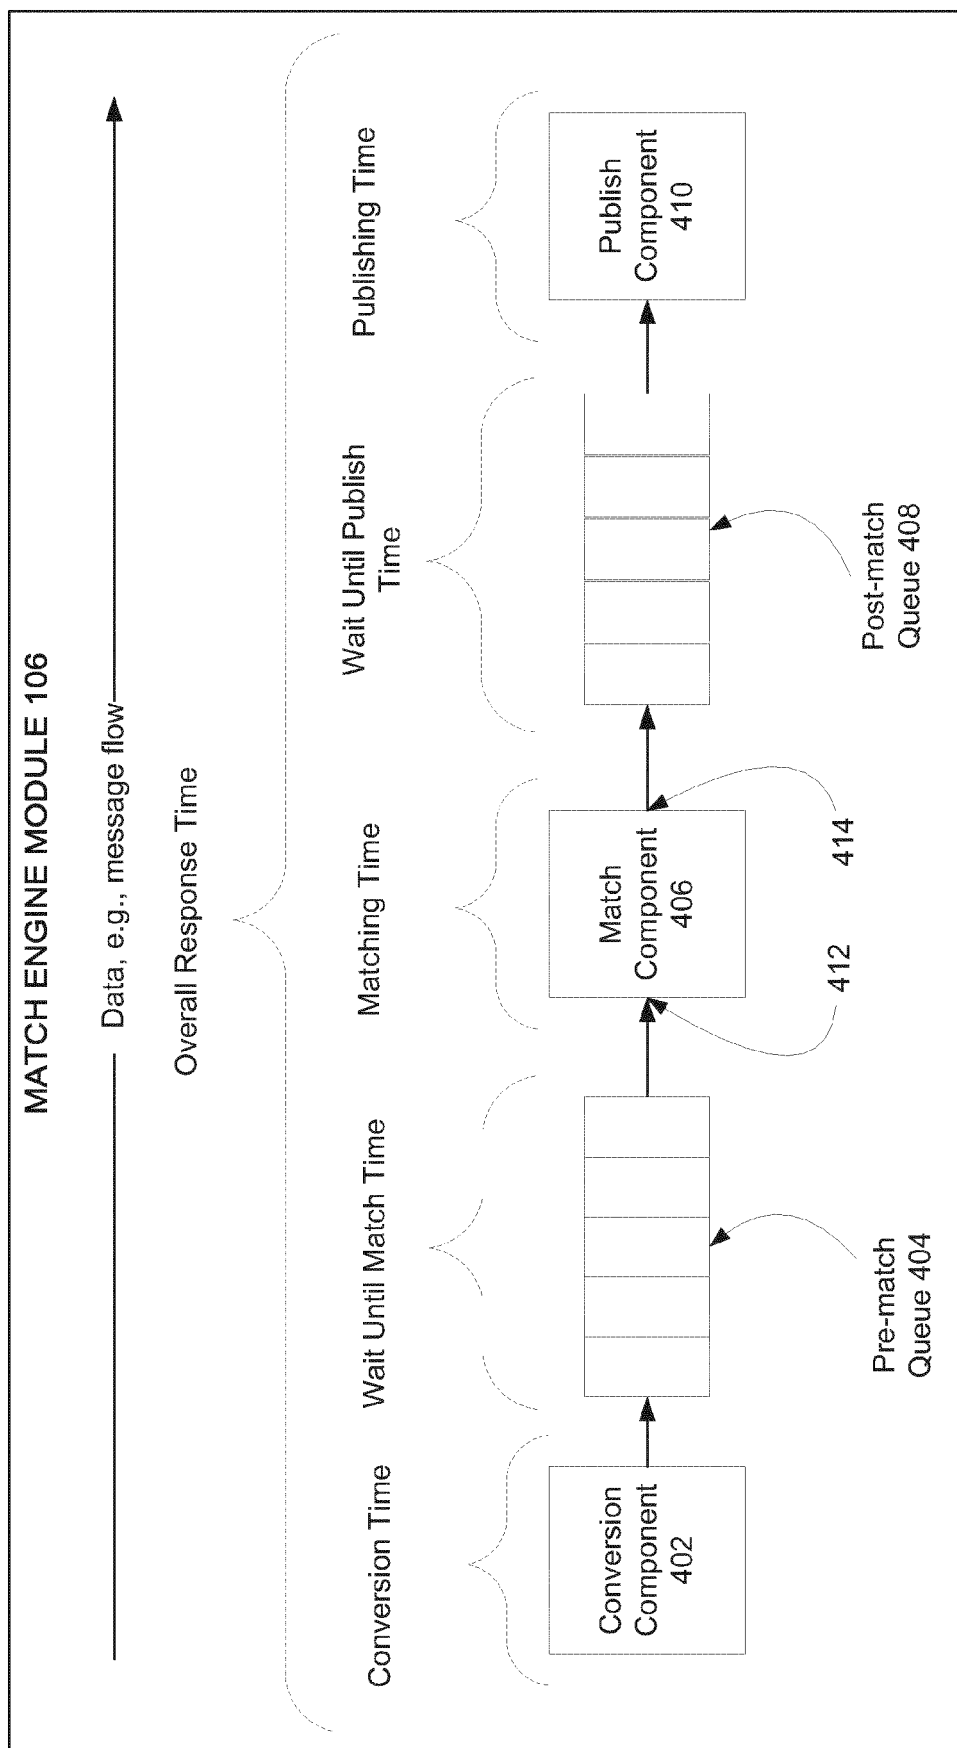 MATCH ENGINE MODULE 106
Data, e.g., message flow
Overall Response Time
Conversion Time
Wait Until Match Time
Matching Time
Wait Until Publish
Time
Publishing Time
Conversion
Component
402
Match
Component
406
Publish
Component
410
Pre-match
Queue 404
412
414
Post-match
Queue 408